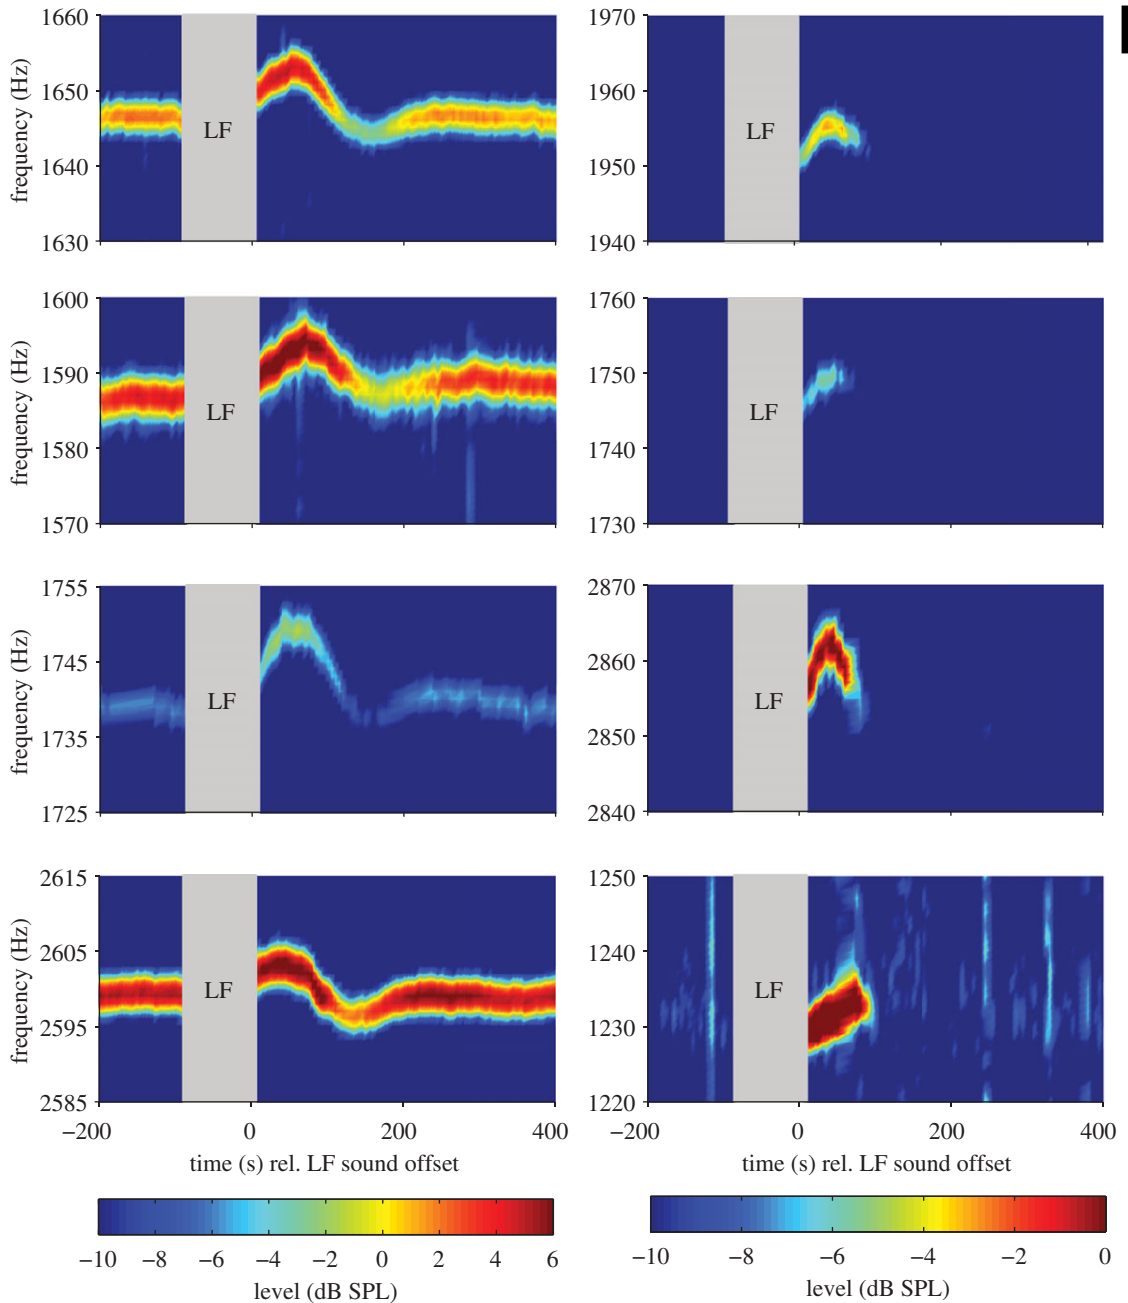 frequency (Hz)
1660
1650
1640
1630
LF
1970
1960
1950
1940
LF
frequency (Hz)
1600
1590
1580
1570
LF
1760
1750
1740
1730
LF
frequency (Hz)
1755
1745
1735
1725
LF
2870
2860
2850
2840
LF
frequency (Hz)
2615
2605
2595
2585
LF
−200 0 200 400
time (s) rel. LF sound offset
1250
1240
1230
1220
LF
−200 0 200 400
time (s) rel. LF sound offset
−10 −8 −6 −4 −2 0 2 4 6
level (dB SPL)
−10 −8 −6 −4 −2 0
level (dB SPL)